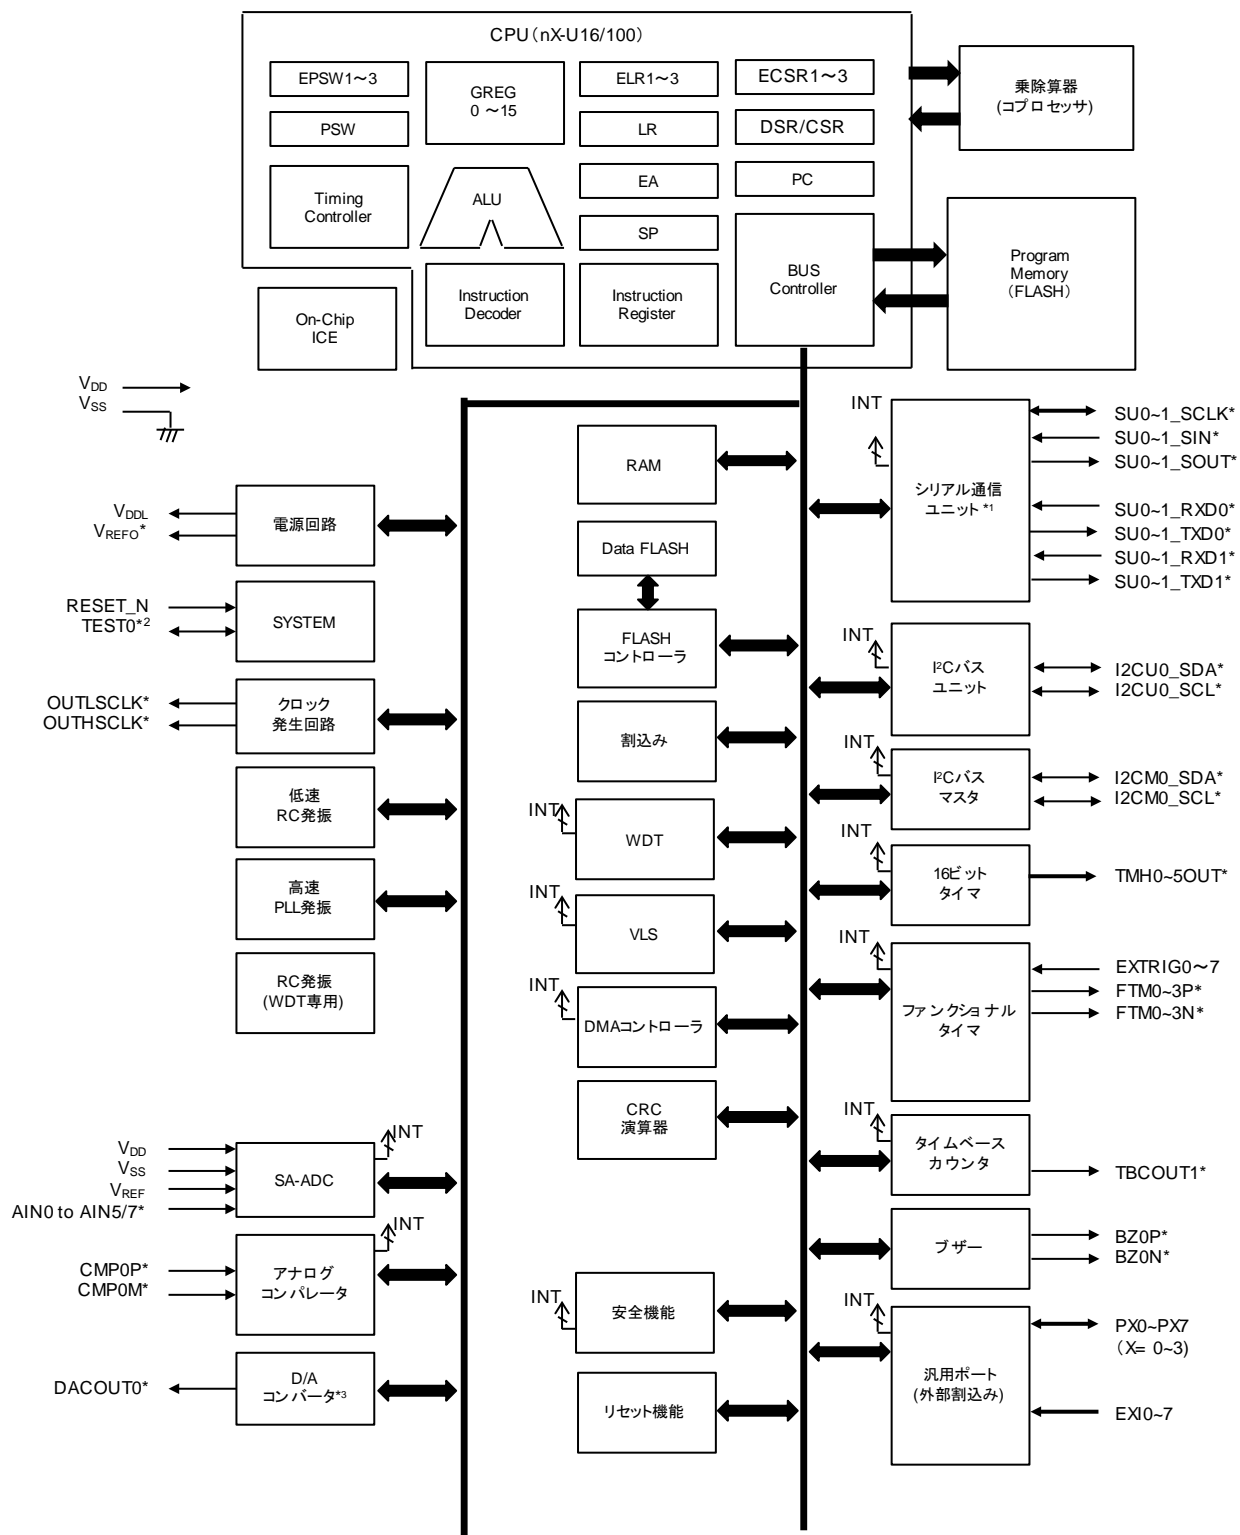 CPU(nX-U16/100)
EPSW1～3
GREG
0 ～15
ELR1～3
ECSR1～3
乗除算器
(コプロセッサ)
PSW
LR
DSR/CSR
Timing
Controller
ALU
EA
PC
SP
BUS
Controller
Program
Memory
(FLASH)
On-Chip
ICE
Instruction
Decoder
Instruction
Register
VDD
VSS
VDDL
VREFO*
電源回路
RESET_N
TEST0*2
SYSTEM
OUTLSCLK*
OUTHSCLK*
クロック
発生回路
低速
RC発振
高速
PLL発振
RC発振
(WDT専用)
VDD
VSS
VREF
AIN0 to AIN5/7*
SA-ADC
INT
CMP0P*
CMP0M*
アナログ
コンパレータ
INT
DACOUT0*
D/A
コンバータ*3
RAM
Data FLASH
FLASH
コントローラ
割込み
INT
WDT
INT
VLS
INT
DMAコントローラ
CRC
演算器
INT
安全機能
リセット機能
INT
シリアル通信
ユニット *1
SU0~1_SCLK*
SU0~1_SIN*
SU0~1_SOUT*
SU0~1_RXD0*
SU0~1_TXD0*
SU0~1_RXD1*
SU0~1_TXD1*
INT
I²Cバス
ユニット
I2CU0_SDA*
I2CU0_SCL*
INT
I²Cバス
マスタ
I2CM0_SDA*
I2CM0_SCL*
INT
16ビット
タイマ
TMH0~5OUT*
INT
ファンクショナル
タイマ
EXTRIG0～7
FTM0~3P*
FTM0~3N*
INT
タイムベース
カウンタ
TBCOUT1*
ブザー
BZ0P*
BZ0N*
INT
汎用ポート
(外部割込み)
PX0~PX7
(X= 0~3)
EXI0~7